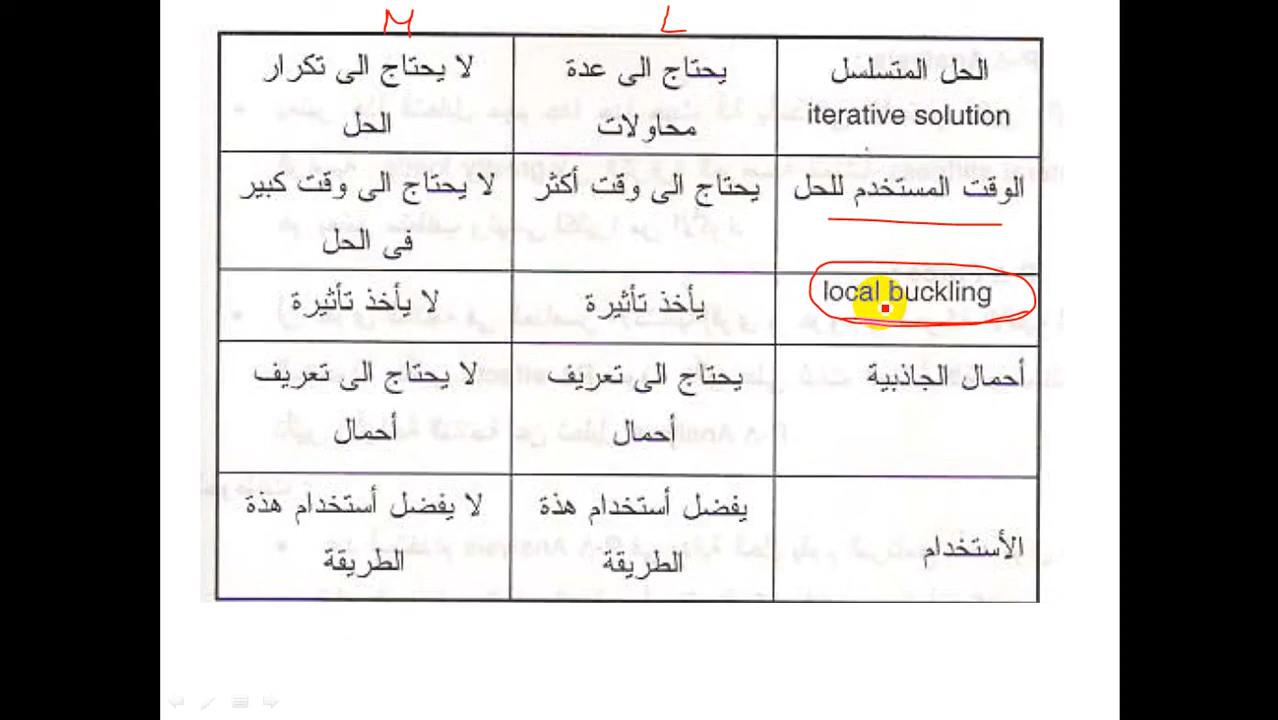 M L
الحل المتسلسل
iterative solution
يحتاج الى عدة
محاولات
لا يحتاج الى تكرار
الحل
الوقت المستخدم للحل
يحتاج الى وقت أكثر
لا يحتاج الى وقت كبير
فى الحل
local buckling
يأخذ تأثيرة
لا يأخذ تأثيرة
أحمال الجاذبية
يحتاج الى تعريف
أحمال
لا يحتاج الى تعريف
أحمال
الأستخدام
يفضل أستخدام هذة
الطريقة
لا يفضل أستخدام هذة
الطريقة